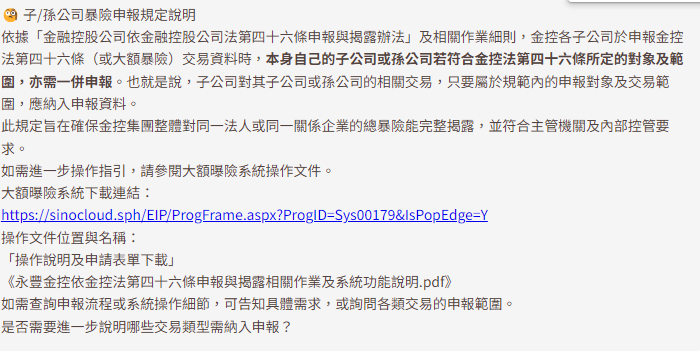 🧐 子/孫公司暴險申報規定說明
依據「金融控股公司依金融控股公司法第四十六條申報與揭露辦法」及相關作業細則，金控各子公司於申報金控
法第四十六條（或大額暴險）交易資料時，本身自己的子公司或孫公司若符合金控法第四十六條所定的對象及範
圍，亦需一併申報。也就是說，子公司對其子公司或孫公司的相關交易，只要屬於規範內的申報對象及交易範
圍，應納入申報資料。
此規定旨在確保金控集團整體對同一法人或同一關係企業的總暴險能完整揭露，並符合主管機關及內部控管要
求。
如需進一步操作指引，請參閱大額曝險系統操作文件。
大額曝險系統下載連結：
https://sinocloud.sph/EIP/ProgFrame.aspx?ProgID=Sys00179&IsPopEdge=Y
操作文件位置與名稱：
「操作說明及申請表單下載」
《永豐金控依金控法第四十六條申報與揭露相關作業及系統功能說明.pdf》
如需查詢申報流程或系統操作細節，可告知具體需求，或詢問各類交易的申報範圍。
是否需要進一步說明哪些交易類型需納入申報？